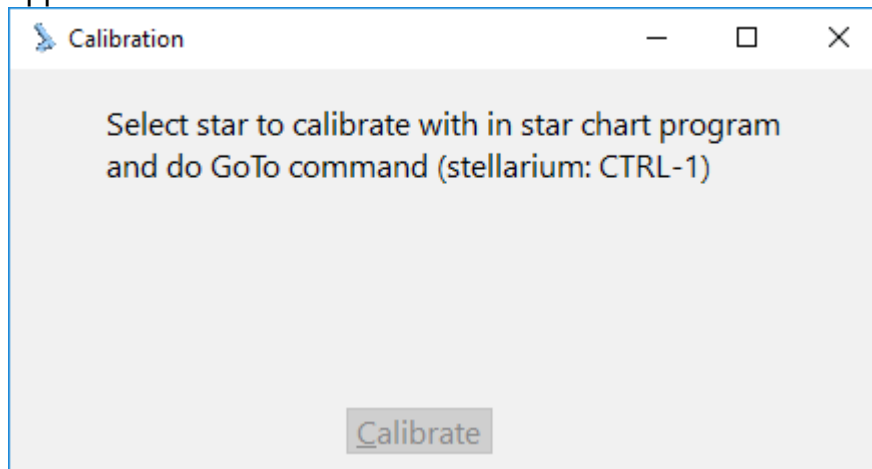 Calibration
Select star to calibrate with in star chart program
and do GoTo command (stellarium: CTRL-1)
Calibrate